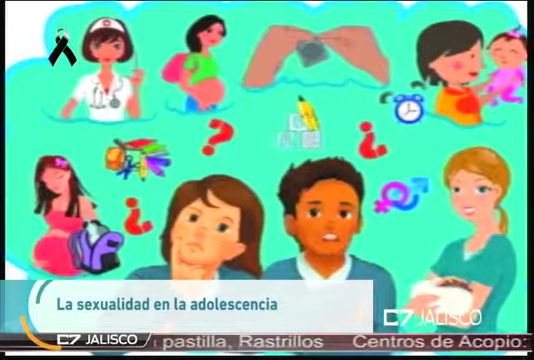 La sexualidad en la adolescencia
C7 JALISCO
C7 JALISCO
pastilla, Rastrillos Centros de Acopio: